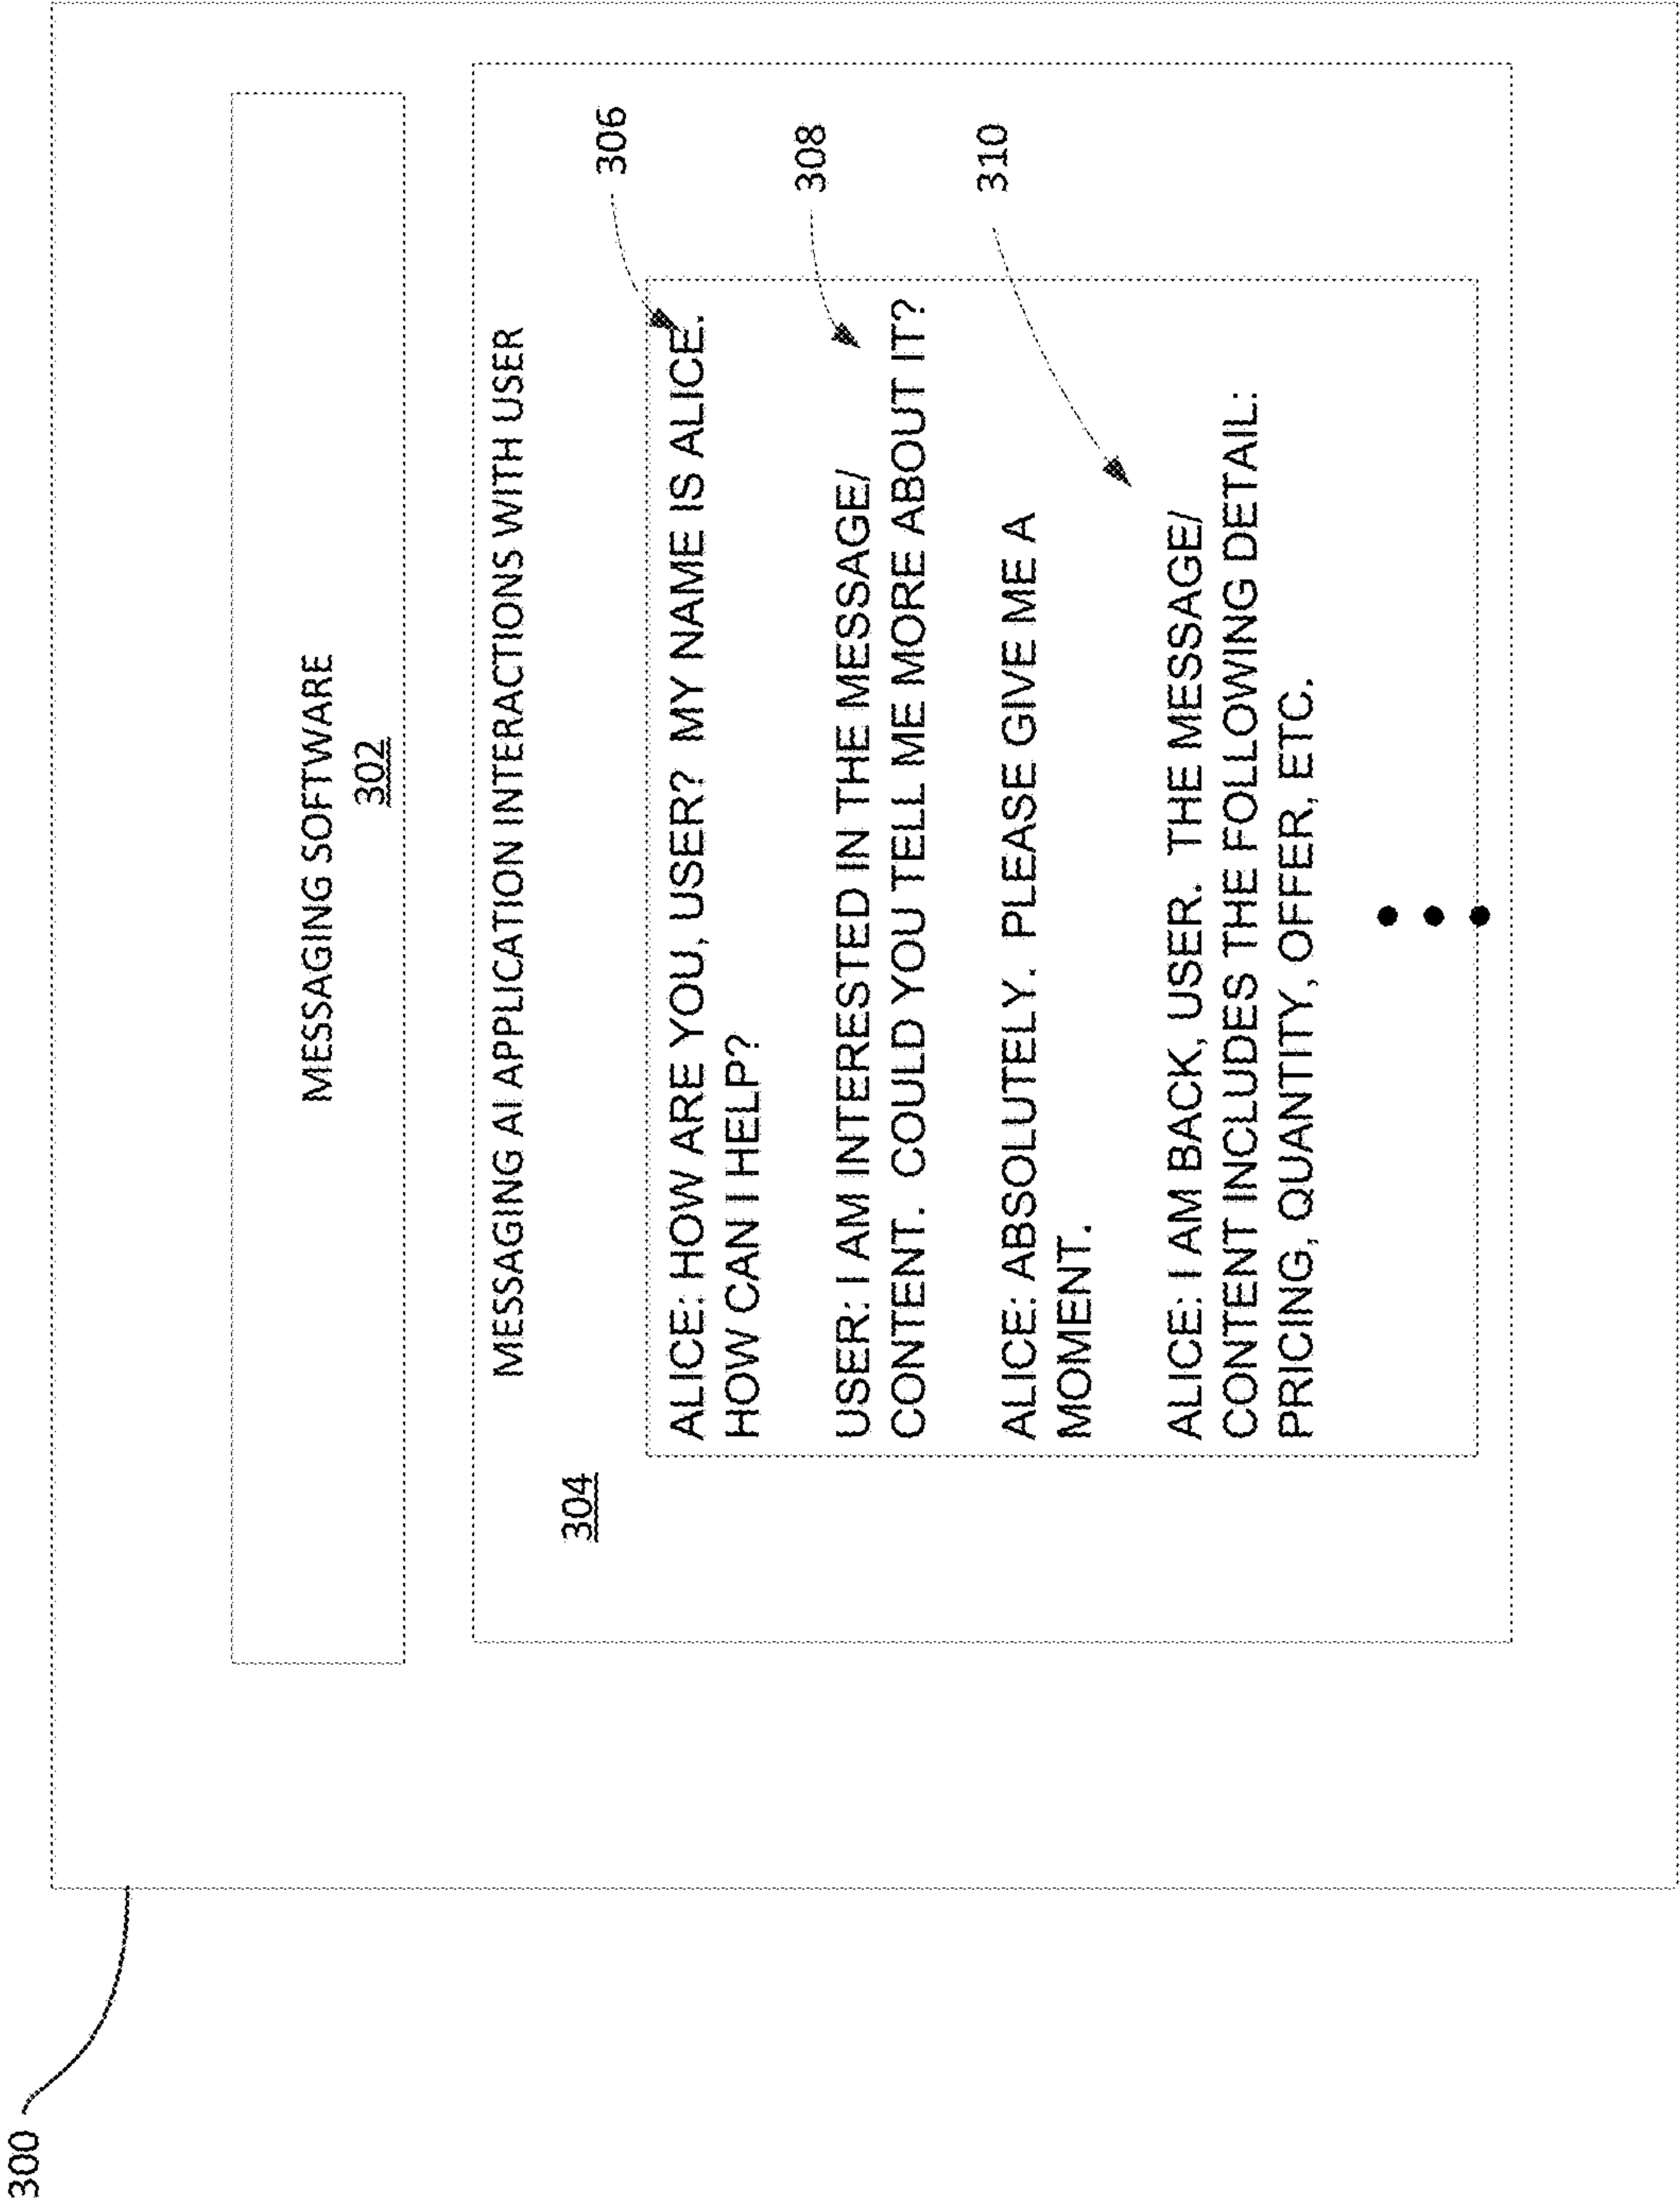 300
MESSAGING SOFTWARE
302
MESSAGING AI APPLICATION INTERACTIONS WITH USER
304
306
ALICE: HOW ARE YOU, USER?  MY NAME IS ALICE.
HOW CAN I HELP?
308
USER: I AM INTERESTED IN THE MESSAGE/
CONTENT.  COULD YOU TELL ME MORE ABOUT IT?
310
ALICE: ABSOLUTELY.  PLEASE GIVE ME A
MOMENT.
ALICE: I AM BACK, USER.  THE MESSAGE/
CONTENT INCLUDES THE FOLLOWING DETAIL:
PRICING, QUANTITY, OFFER, ETC.